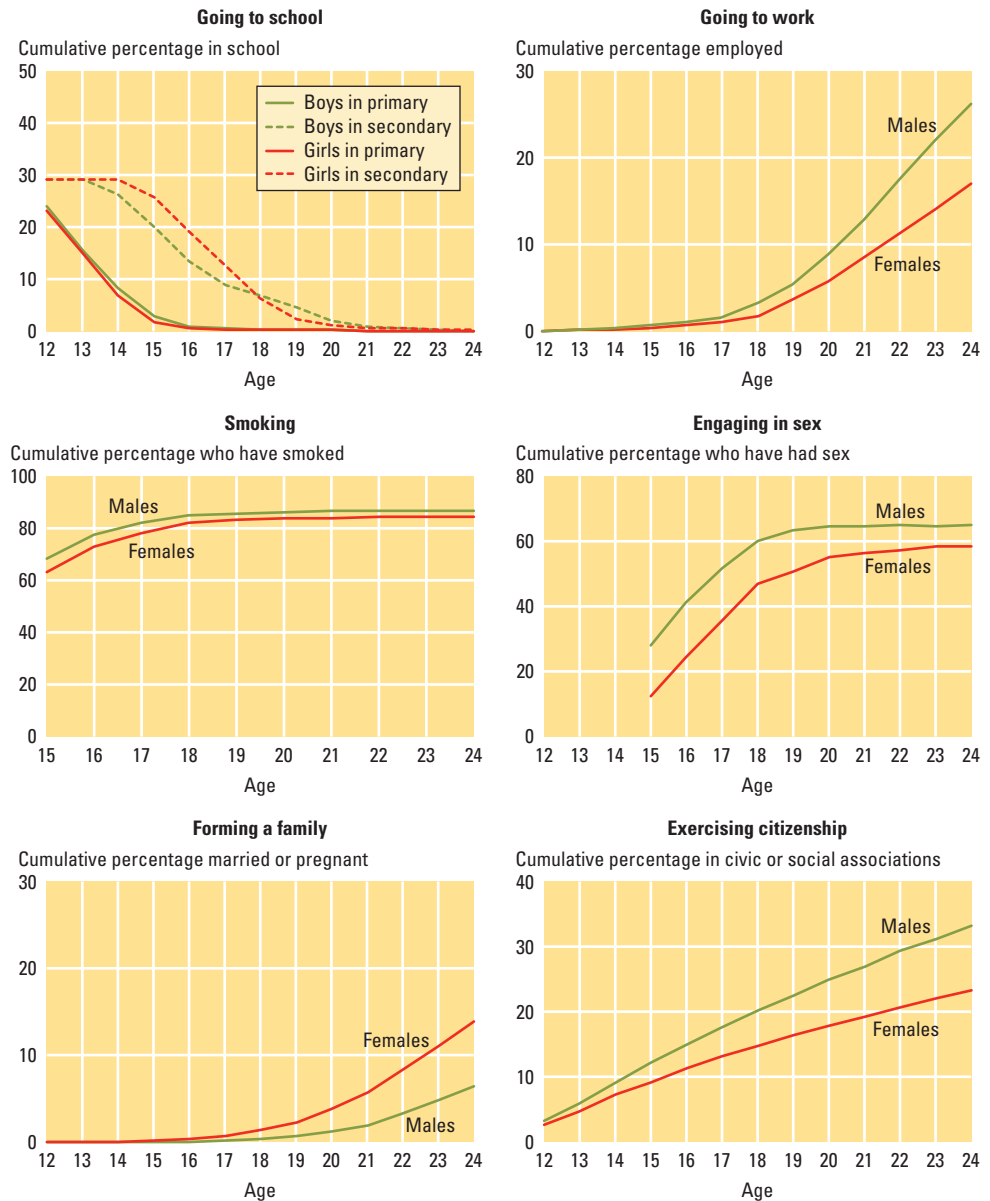 Going to school
Cumulative percentage in school
50
40
30
20
10
0
Boys in primary
Boys in secondary
Girls in primary
Girls in secondary
12 13 14 15 16 17 18 19 20 21 22 23 24
Age
Going to work
Cumulative percentage employed
30
20
10
0
Males
Females
12 13 14 15 16 17 18 19 20 21 22 23 24
Age
Smoking
Cumulative percentage who have smoked
100
80
60
40
20
0
Males
Females
15 16 17 18 19 20 21 22 23 24
Age
Engaging in sex
Cumulative percentage who have had sex
80
60
40
20
0
Males
Females
12 13 14 15 16 17 18 19 20 21 22 23 24
Age
Forming a family
Cumulative percentage married or pregnant
30
20
10
0
Females
Males
12 13 14 15 16 17 18 19 20 21 22 23 24
Age
Exercising citizenship
Cumulative percentage in civic or social associations
40
30
20
10
0
Males
Females
12 13 14 15 16 17 18 19 20 21 22 23 24
Age